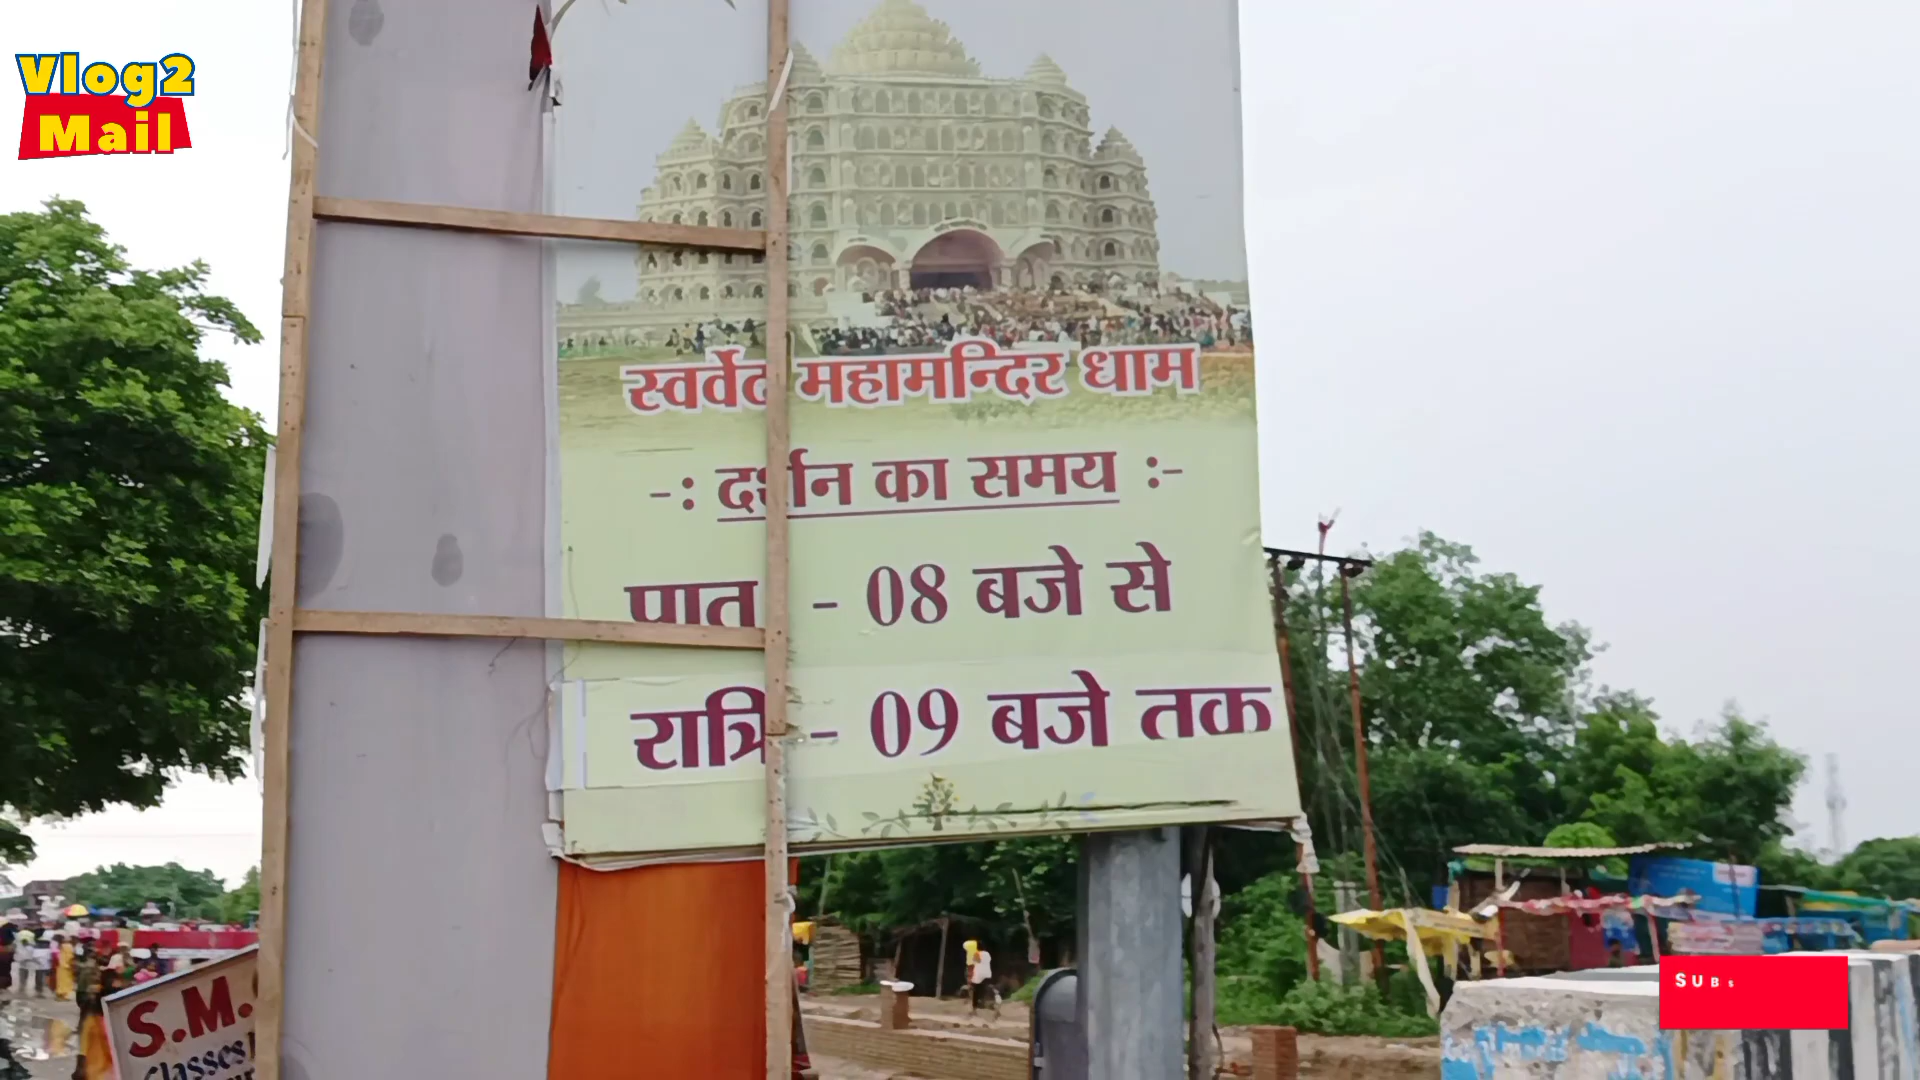 Vlog2
Mail
स्वर्वेद महामन्दिर धाम
-: दर्शन का समय :-
प्रात - 08 बजे से
रात्रि - 09 बजे तक
S.M.
classes
SUBS